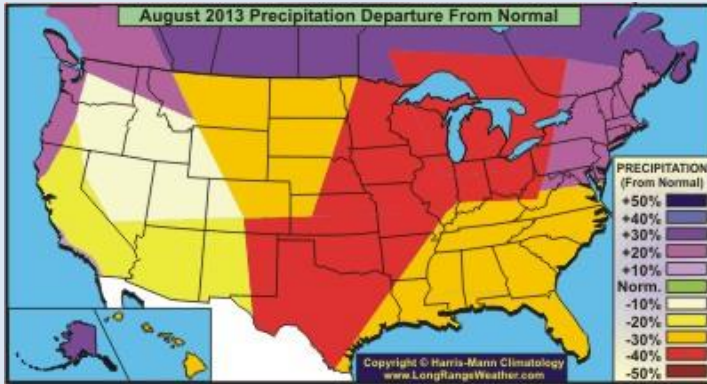 August 2013 Precipitation Departure From Normal
PRECIPITATION
(From Normal)
+50%
+40%
+30%
+20%
+10%
Norm.
-10%
-20%
-30%
-40%
-50%
Copyright © Harris-Mann Climatology
www.LongRangeWeather.com